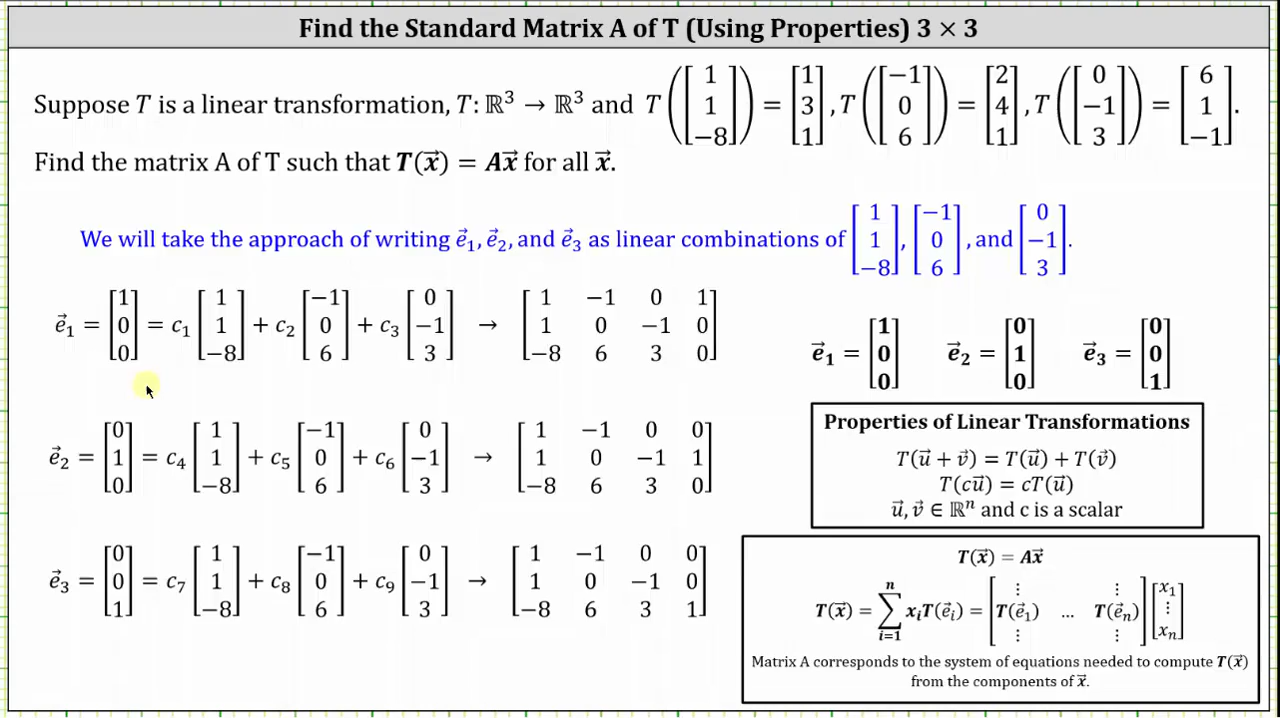 Find the Standard Matrix A of T (Using Properties) 3 × 3
Suppose T is a linear transformation, T: ℝ³ → ℝ³ and T([1 1 −8]) = [1 3 1], T([−1 0 6]) = [2 4 1], T([0 −1 3]) = [6 1 −1].
Find the matrix A of T such that T(x⃗) = Ax⃗ for all x⃗.
We will take the approach of writing e⃗₁, e⃗₂, and e⃗₃ as linear combinations of [1 1 −8], [−1 0 6], and [0 −1 3].
e⃗₁ = [1 0 0] = c₁ [1 1 −8] + c₂ [−1 0 6] + c₃ [0 −1 3] → [1 −1 0 1
1 0 −1 0
−8 6 3 0]
e⃗₂ = [0 1 0] = c₄ [1 1 −8] + c₅ [−1 0 6] + c₆ [0 −1 3] → [1 −1 0 0
1 0 −1 1
−8 6 3 0]
e⃗₃ = [0 0 1] = c₇ [1 1 −8] + c₈ [−1 0 6] + c₉ [0 −1 3] → [1 −1 0 0
1 0 −1 0
−8 6 3 1]
e⃗₁ = [1 0 0] e⃗₂ = [0 1 0] e⃗₃ = [0 0 1]
Properties of Linear Transformations
T(u⃗ + v⃗) = T(u⃗) + T(v⃗)
T(cu⃗) = cT(u⃗)
u⃗, v⃗ ∈ ℝⁿ and c is a scalar
T(x⃗) = Ax⃗
T(x⃗) = ∑ⁿᵢ₌₁ xᵢT(e⃗ᵢ) = [⋮ T(e⃗₁) ⋮ … ⋮ T(e⃗ₙ) ⋮] [x₁ ⋮ xₙ]
Matrix A corresponds to the system of equations needed to compute T(x⃗)
from the components of x⃗.